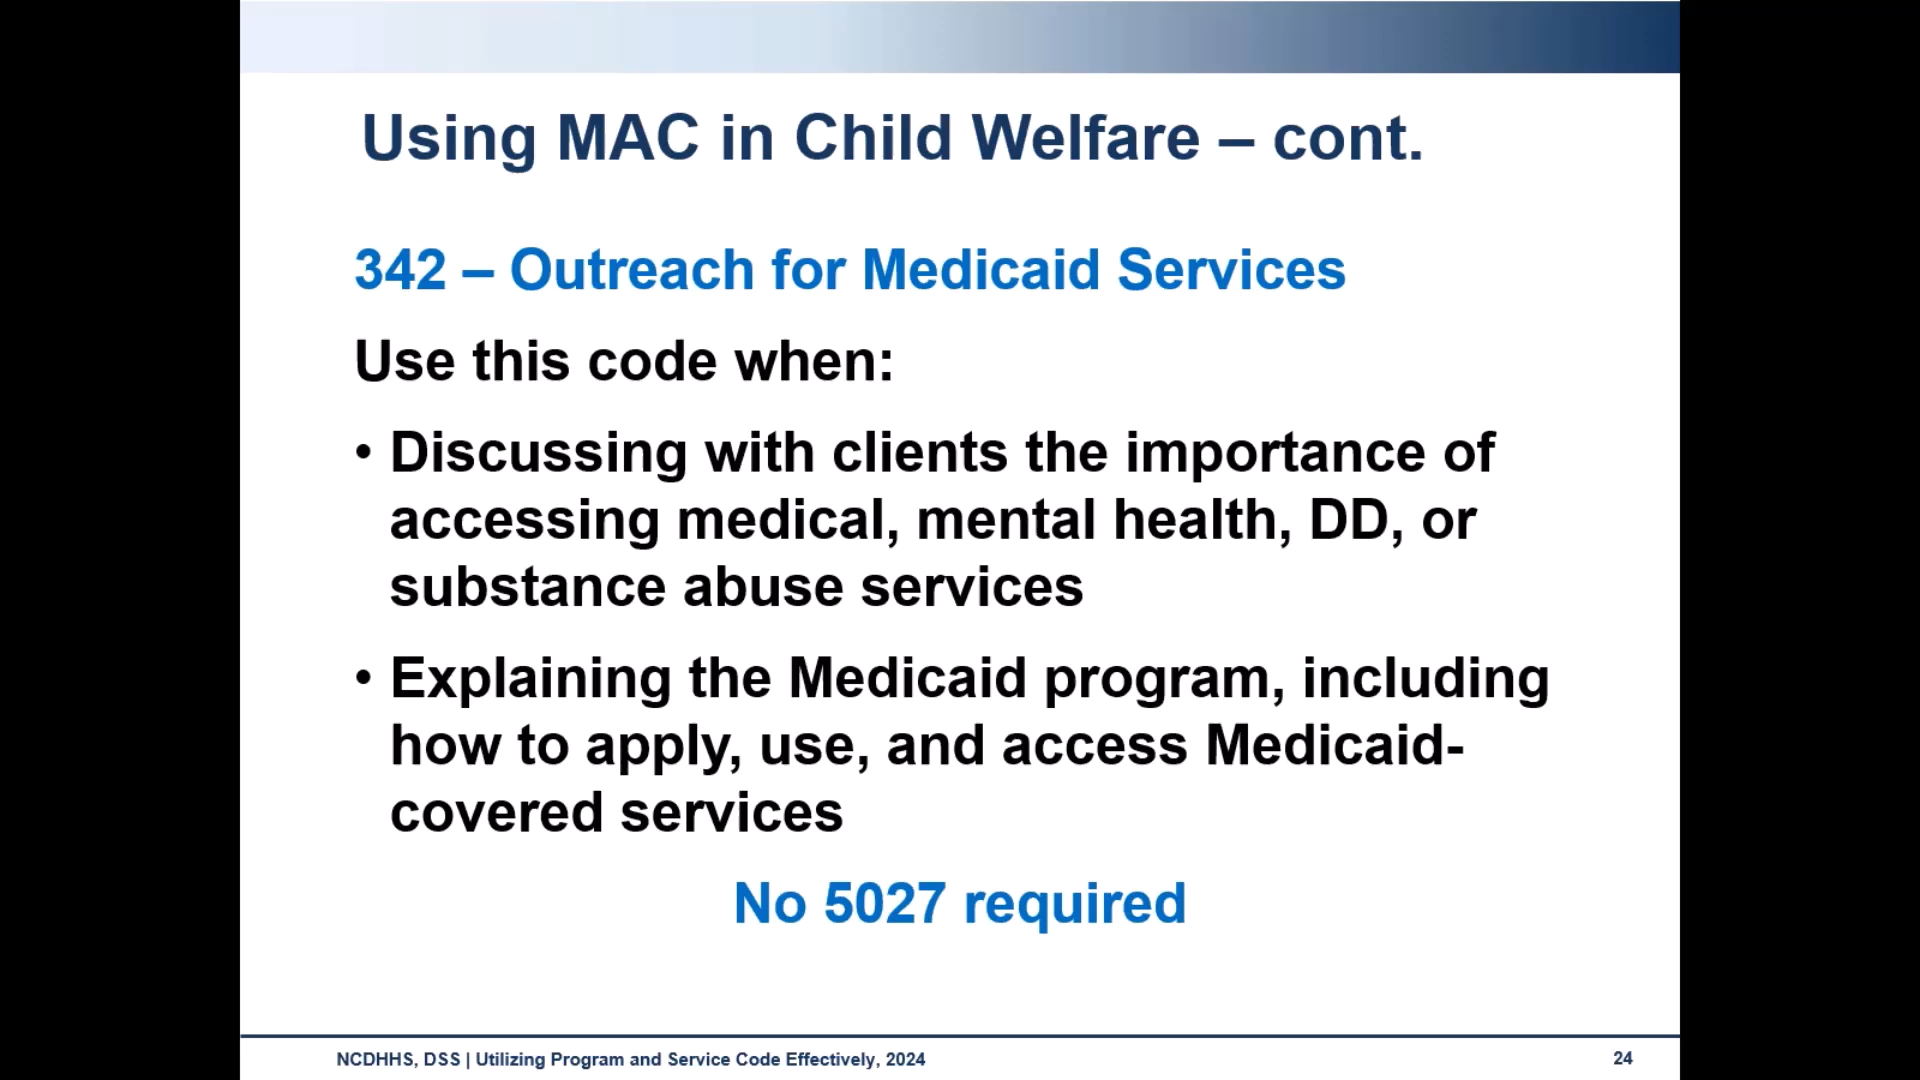 Using MAC in Child Welfare – cont.
342 – Outreach for Medicaid Services
Use this code when:
• Discussing with clients the importance of
accessing medical, mental health, DD, or
substance abuse services
• Explaining the Medicaid program, including
how to apply, use, and access Medicaid-
covered services
No 5027 required
NCDHHS, DSS | Utilizing Program and Service Code Effectively, 2024
24